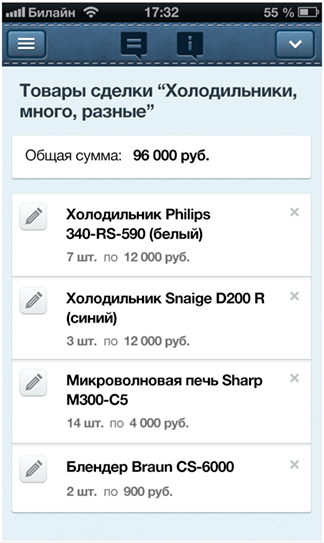 Билайн 17:32 55 %
Товары сделки “Холодильники,
много, разные”
Общая сумма: 96 000 руб.
Холодильник Philips
340-RS-590 (белый)
7 шт. по 12 000 руб.
Холодильник Snaige D200 R
(синий)
3 шт. по 12 000 руб.
Микроволновая печь Sharp
M300-C5
14 шт. по 4 000 руб.
Блендер Braun CS-6000
2 шт. по 900 руб.